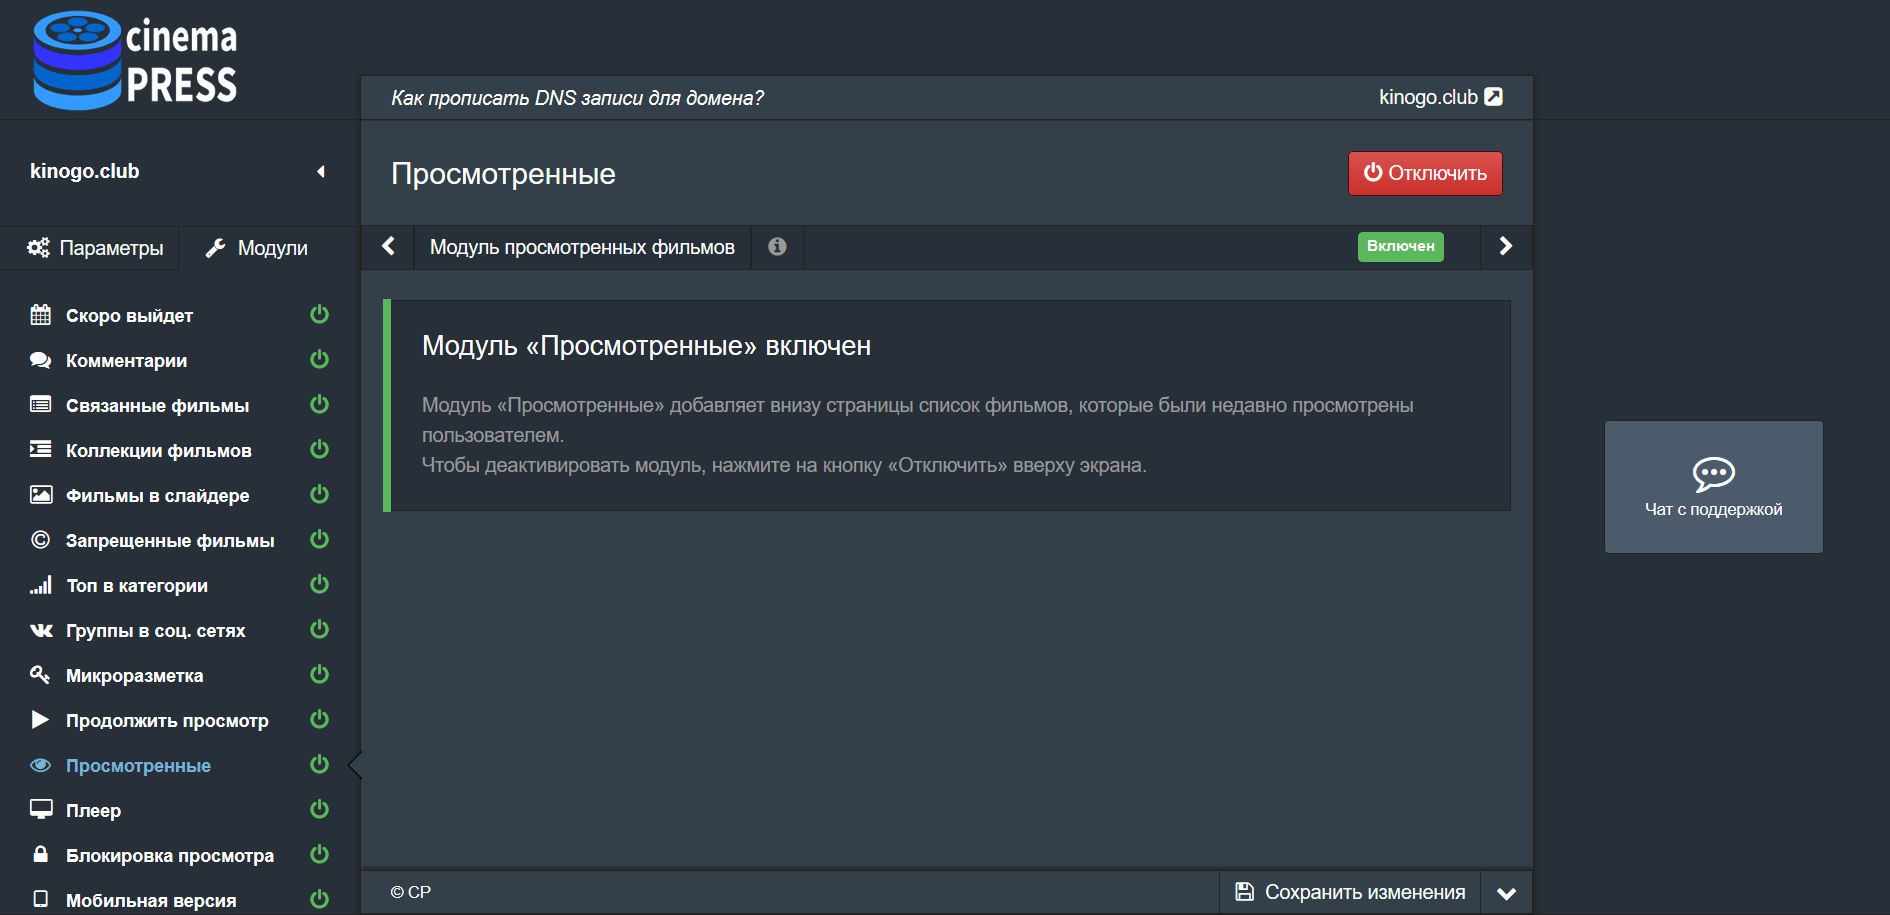 cinema
PRESS
Как прописать DNS записи для домена?
kinogo.club
kinogo.club
Просмотренные
Отключить
Параметры
Модули
Модуль просмотренных фильмов
Включен
Скоро выйдет
Комментарии
Связанные фильмы
Коллекции фильмов
Фильмы в слайдере
Запрещенные фильмы
Топ в категории
Группы в соц. сетях
Микроразметка
Продолжить просмотр
Просмотренные
Плеер
Блокировка просмотра
Мобильная версия
Модуль «Просмотренные» включен
Модуль «Просмотренные» добавляет внизу страницы список фильмов, которые были недавно просмотрены
пользователем.
Чтобы деактивировать модуль, нажмите на кнопку «Отключить» вверху экрана.
Чат с поддержкой
© CP
Сохранить изменения